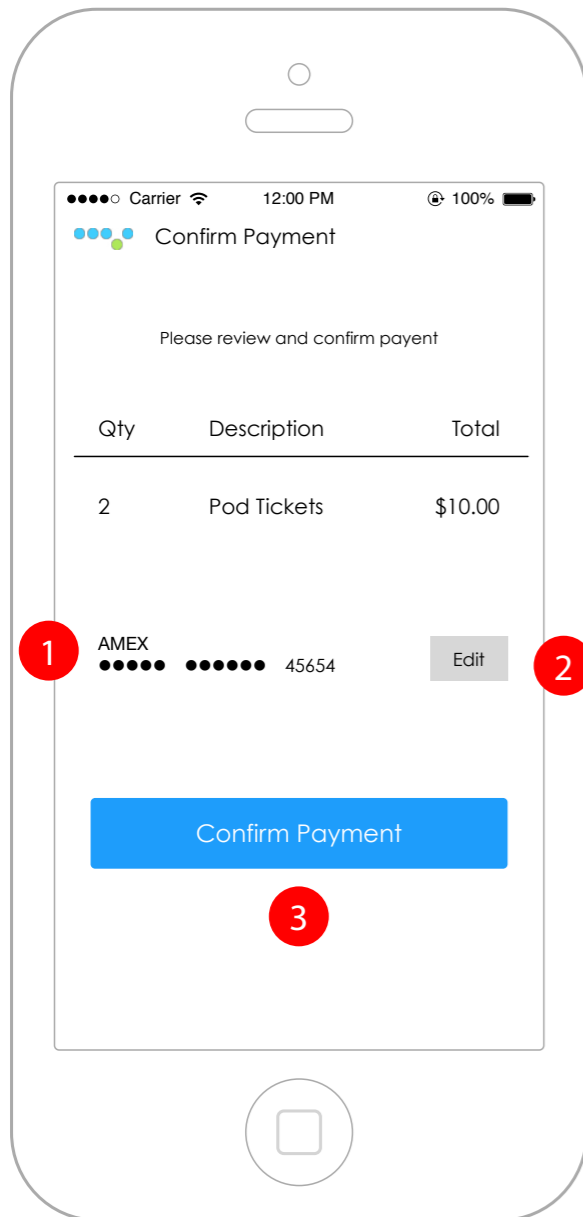 ●●●●○ Carrier 12:00 PM 100%
Confirm Payment
Please review and confirm payent
Qty Description Total
2 Pod Tickets $10.00
1
AMEX
●●●●● ●●●●●● 45654
Edit
2
Confirm Payment
3